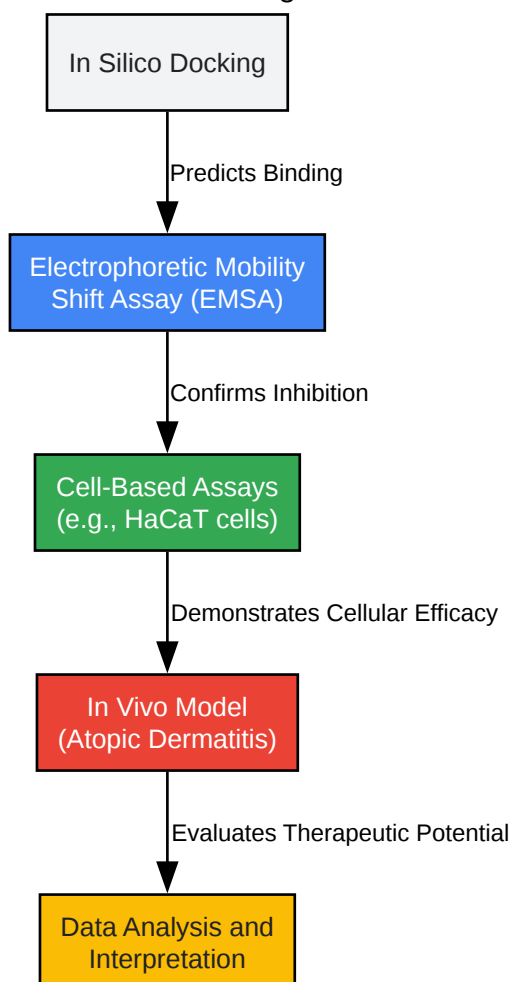 In Silico Docking
Predicts Binding
Electrophoretic Mobility
Shift Assay (EMSA)
Confirms Inhibition
Cell-Based Assays
(e.g., HaCaT cells)
Demonstrates Cellular Efficacy
In Vivo Model
(Atopic Dermatitis)
Evaluates Therapeutic Potential
Data Analysis and
Interpretation